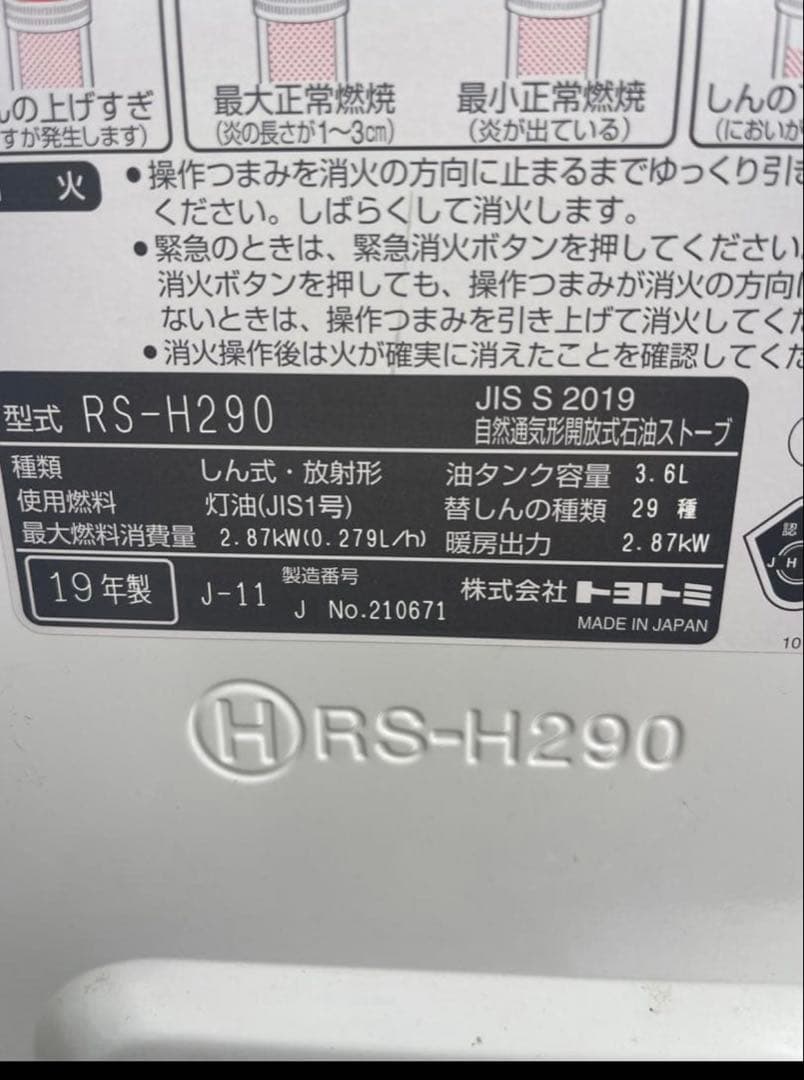 んの上げすぎ
すが発生します)
最大正常燃焼
(炎の長さが1〜3cm)
最小正常燃焼
(炎が出ている)
しんの
(においが
火
●操作つまみを消火の方向に止まるまでゆっくり引き
ください。しばらくして消火します。
●緊急のときは、緊急消火ボタンを押してください。
消火ボタンを押しても、操作つまみが消火の方向に
ないときは、操作つまみを引き上げて消火してくた
●消火操作後は火が確実に消えたことを確認してくた
型式 RS-H290
JIS S 2019
自然通気形開放式石油ストーブ
種類 しん式・放射形 油タンク容量 3.6L
使用燃料 灯油(JIS1号) 替しんの種類 29 種
最大燃料消費量 2.87kW(0.279L/h) 暖房出力 2.87kW
19年製 J-11 製造番号 J No.210671 株式会社トヨトミ
MADE IN JAPAN
認
J H
10
H RS-H290